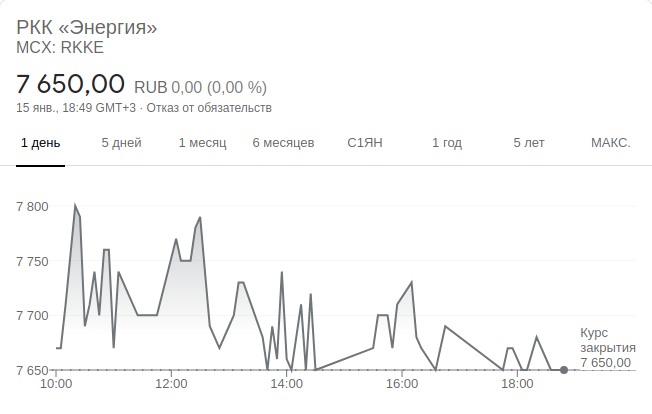 РКК «Энергия»
MCX: RKKE
7 650,00 RUB 0,00 (0,00 %)
15 янв., 18:49 GMT+3 · Отказ от обязательств
1 день 5 дней 1 месяц 6 месяцев С1ЯН 1 год 5 лет МАКС.
7 800
7 750
7 700
7 650
Курс
закрытия
7 650,00
10:00 12:00 14:00 16:00 18:00